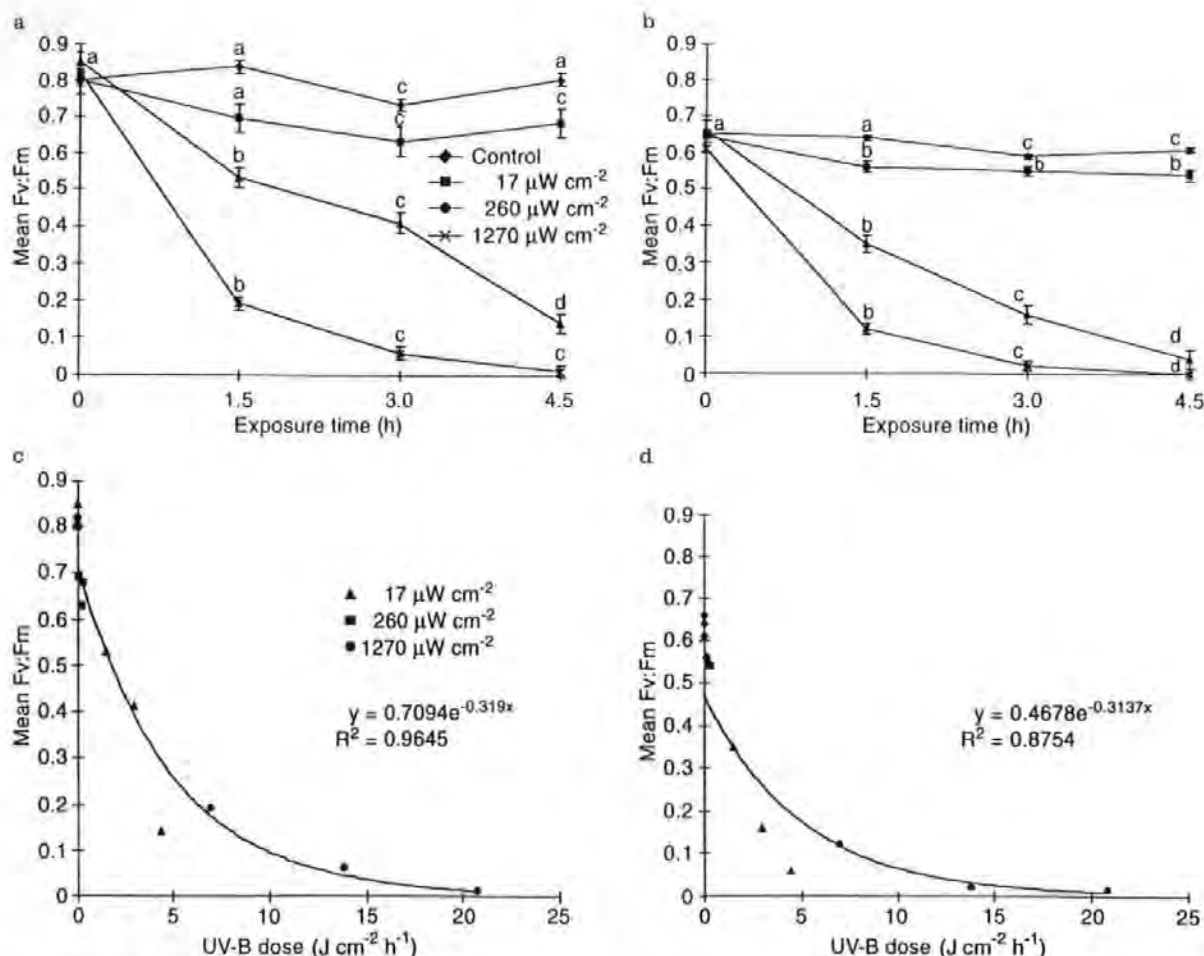 a
0.9
0.8
0.7
0.6
0.5
0.4
0.3
0.2
0.1
0
Mean Fv:Fm
a
a
c
a
a
c
c
b
c
d
b
c
c
Control
17 µW cm-2
260 µW cm-2
1270 µW cm-2
0
1.5
3.0
4.5
Exposure time (h)
b
0.9
0.8
0.7
0.6
0.5
0.4
0.3
0.2
0.1
0
Mean Fv:Fm
a
a
c
c
b
b
b
b
c
d
b
c
d
0
1.5
3.0
4.5
Exposure time (h)
c
0.9
0.8
0.7
0.6
0.5
0.4
0.3
0.2
0.1
0
Mean Fv:Fm
17 µW cm-2
260 µW cm-2
1270 µW cm-2
y = 0.7094e-0.319x
R2 = 0.9645
0
5
10
15
20
25
UV-B dose (J cm-2 h-1)
d
0.9
0.8
0.7
0.6
0.5
0.4
0.3
0.2
0.1
0
Mean Fv:Fm
y = 0.4678e-0.3137x
R2 = 0.8754
0
5
10
15
20
25
UV-B dose (J cm-2 h-1)